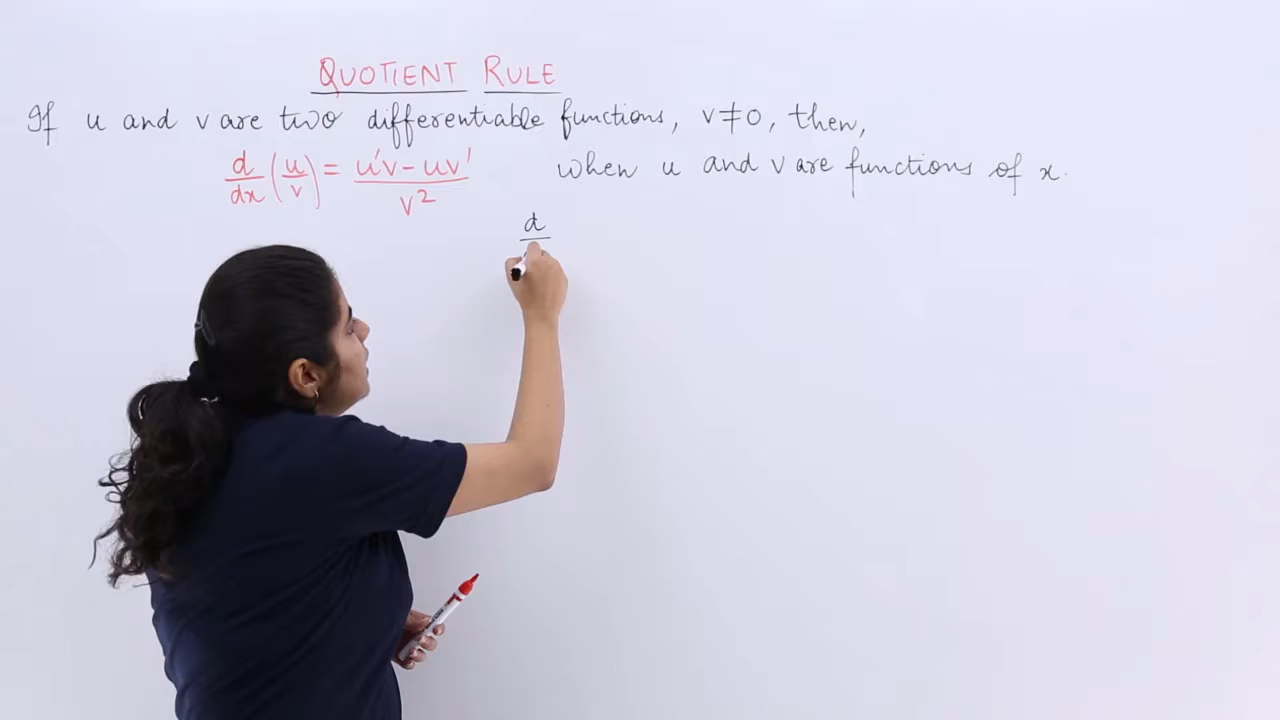 QUOTIENT RULE
If u and v are two differentiable functions, v≠0, then,
d/dx (u/v) = (u'v - uv')/v² when u and v are functions of x.
d